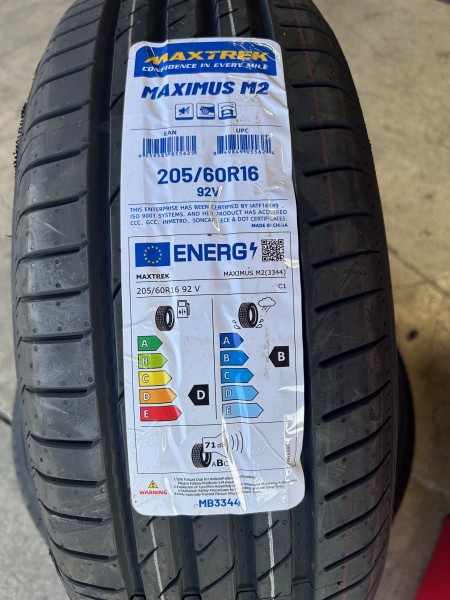 MAXTREK
CONFIDENCE IN EVERY MILE
MAXIMUS M2
EAN UPC
205/60R16
92V
THIS ENTERPRISE HAS BEEN CERTIFIED BY IATF16949,
ISO 9001 SYSTEMS, AND HER PRODUCT HAS ACQUIRED
CCC, GCC, INMETRO, SONCAP, ECE & DOT CERTIFICATES.
MADE IN CHINA
ENERG
MAXTREK MAXIMUS M2(3344)
205/60R16 92 V C1
A A
B B B
C C
D D D
E E
71 dB
ABC
WARNING
MB3344